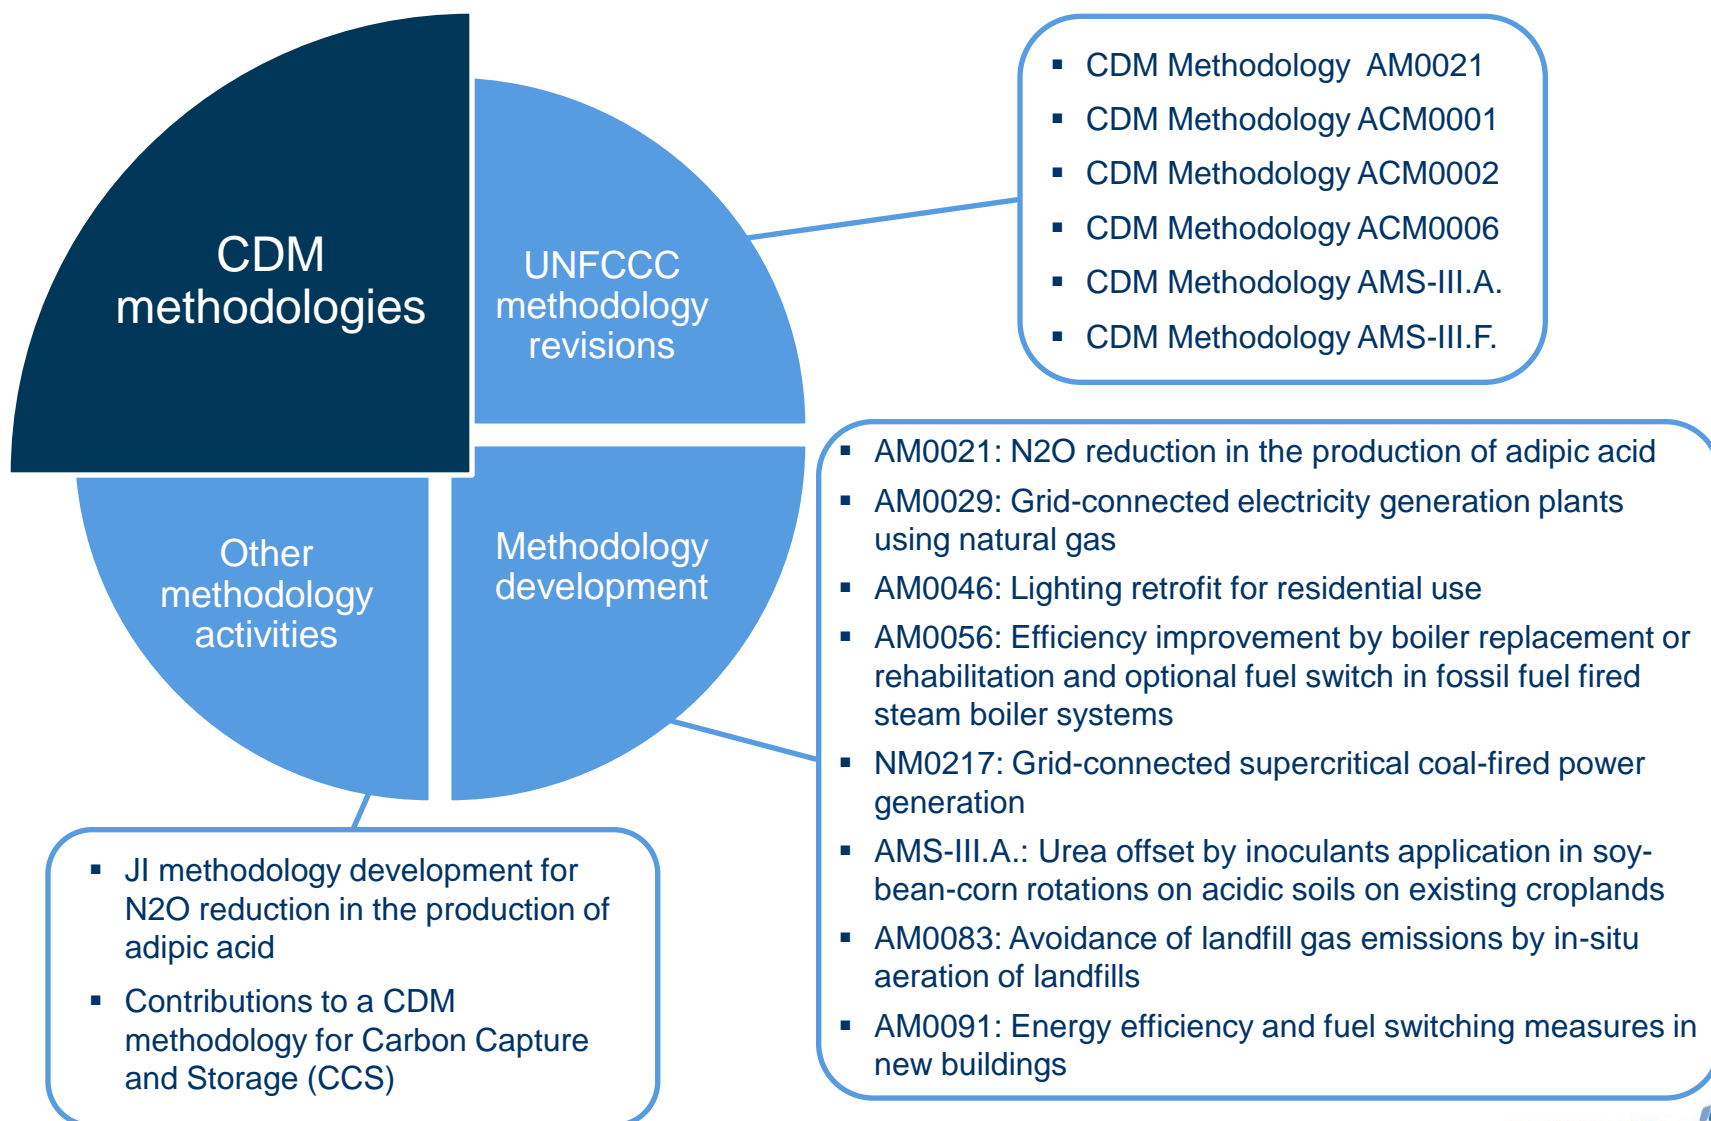 CDM
methodologies
UNFCCC
methodology
revisions
Other
methodology
activities
Methodology
development
▪ CDM Methodology AM0021
▪ CDM Methodology ACM0001
▪ CDM Methodology ACM0002
▪ CDM Methodology ACM0006
▪ CDM Methodology AMS-III.A.
▪ CDM Methodology AMS-III.F.
▪ AM0021: N2O reduction in the production of adipic acid
▪ AM0029: Grid-connected electricity generation plants
using natural gas
▪ AM0046: Lighting retrofit for residential use
▪ AM0056: Efficiency improvement by boiler replacement or
rehabilitation and optional fuel switch in fossil fuel fired
steam boiler systems
▪ NM0217: Grid-connected supercritical coal-fired power
generation
▪ AMS-III.A.: Urea offset by inoculants application in soy-
bean-corn rotations on acidic soils on existing croplands
▪ AM0083: Avoidance of landfill gas emissions by in-situ
aeration of landfills
▪ AM0091: Energy efficiency and fuel switching measures in
new buildings
▪ JI methodology development for
N2O reduction in the production of
adipic acid
▪ Contributions to a CDM
methodology for Carbon Capture
and Storage (CCS)